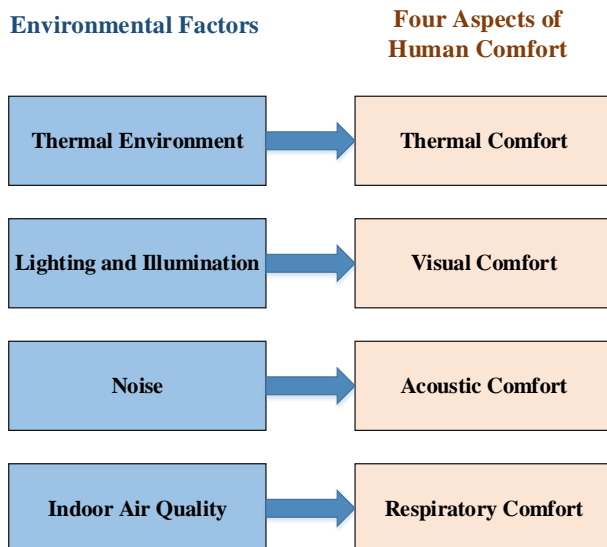 Environmental Factors
Four Aspects of
Human Comfort
Thermal Environment
Thermal Comfort
Lighting and Illumination
Visual Comfort
Noise
Acoustic Comfort
Indoor Air Quality
Respiratory Comfort